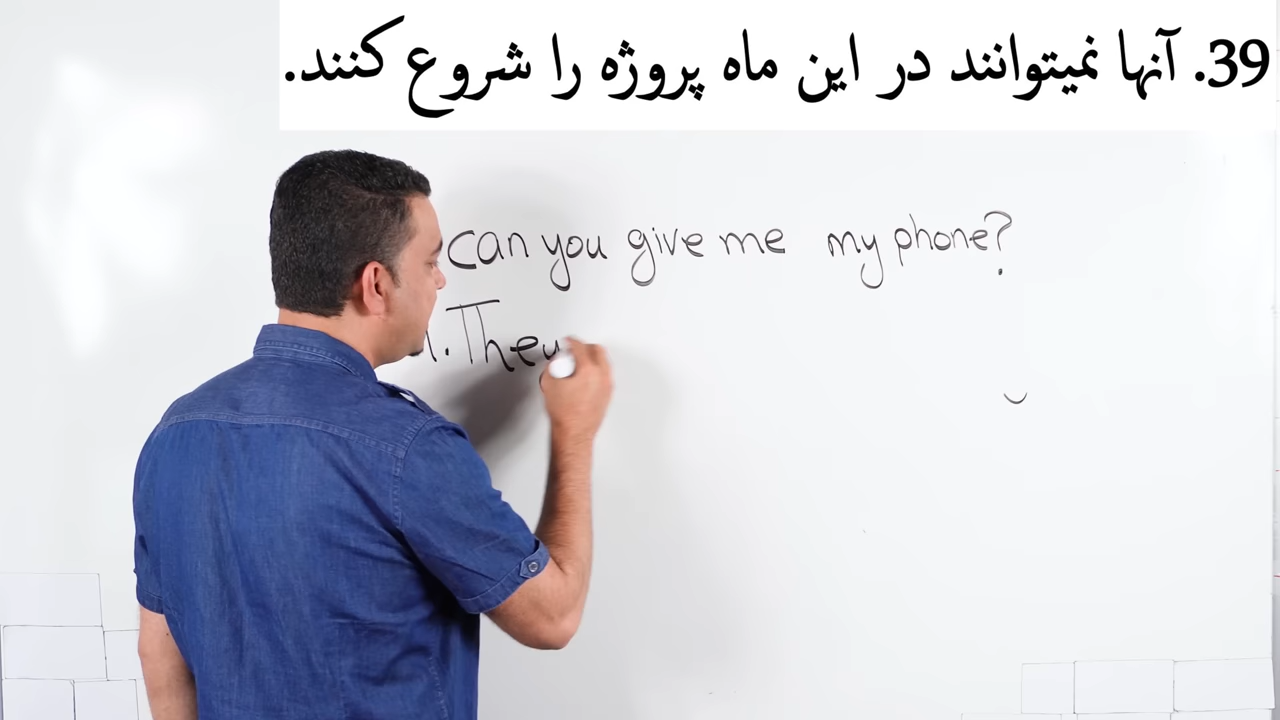 39. آنها نمیتوانند در این ماه پروژه را شروع کنند.
can you give me my phone?
They